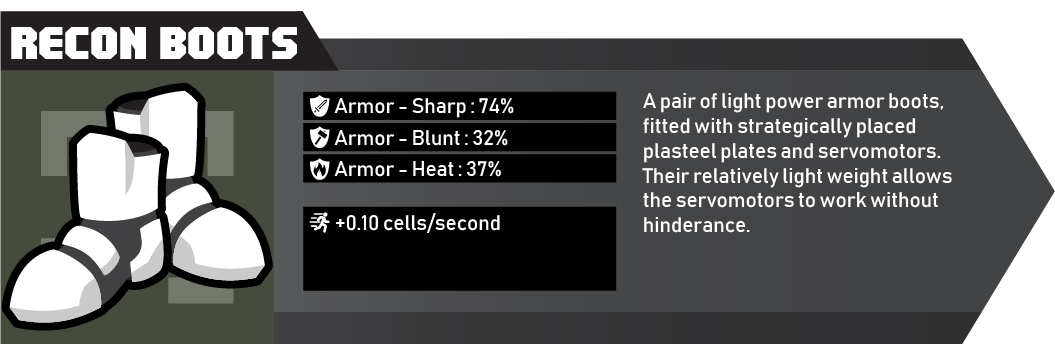 RECON BOOTS
Armor - Sharp : 74%
Armor - Blunt : 32%
Armor - Heat : 37%
+0.10 cells/second
A pair of light power armor boots,
fitted with strategically placed
plasteel plates and servomotors.
Their relatively light weight allows
the servomotors to work without
hinderance.